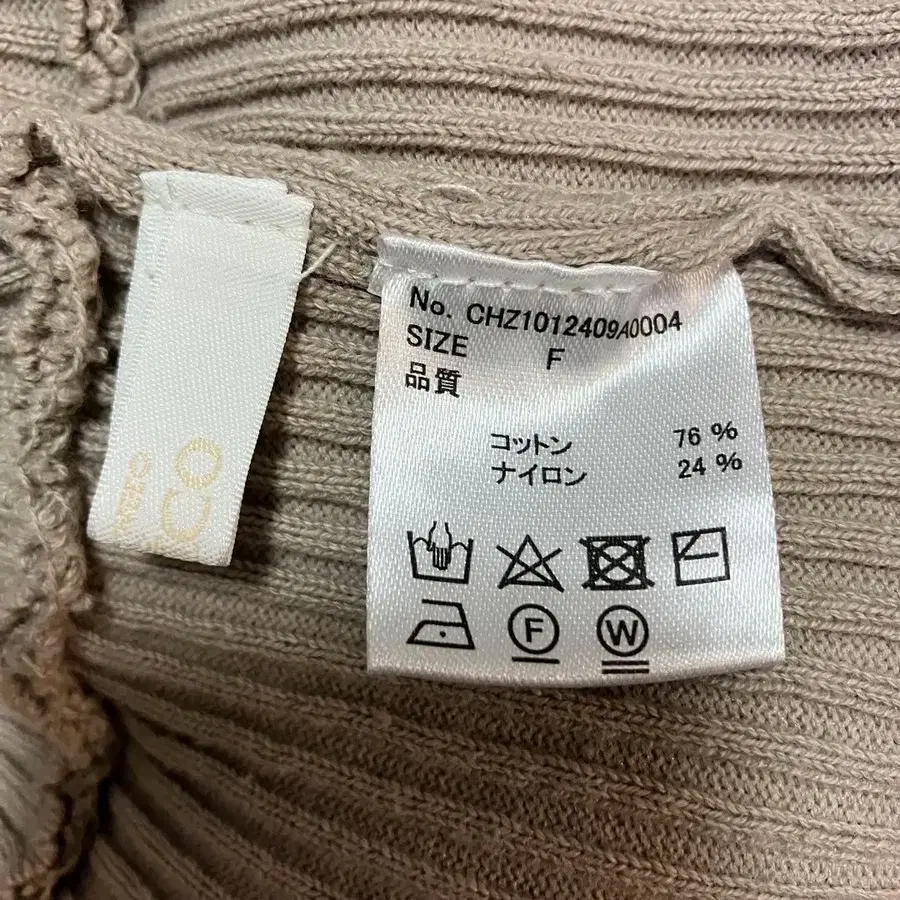 No. CHZ1012409A0004
SIZE F
品質
コットン 76 %
ナイロン 24 %
F
W